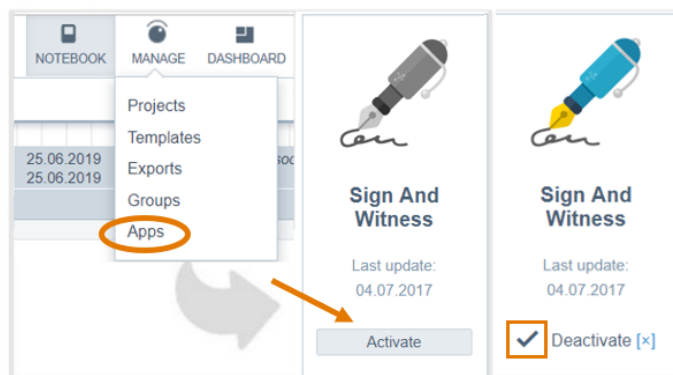 NOTEBOOK MANAGE DASHBOARD
Projects
Templates
Exports
Groups
Apps
25.06.2019
25.06.2019
Sign And
Witness
Last update:
04.07.2017
Activate
Sign And
Witness
Last update:
04.07.2017
Deactivate [×]